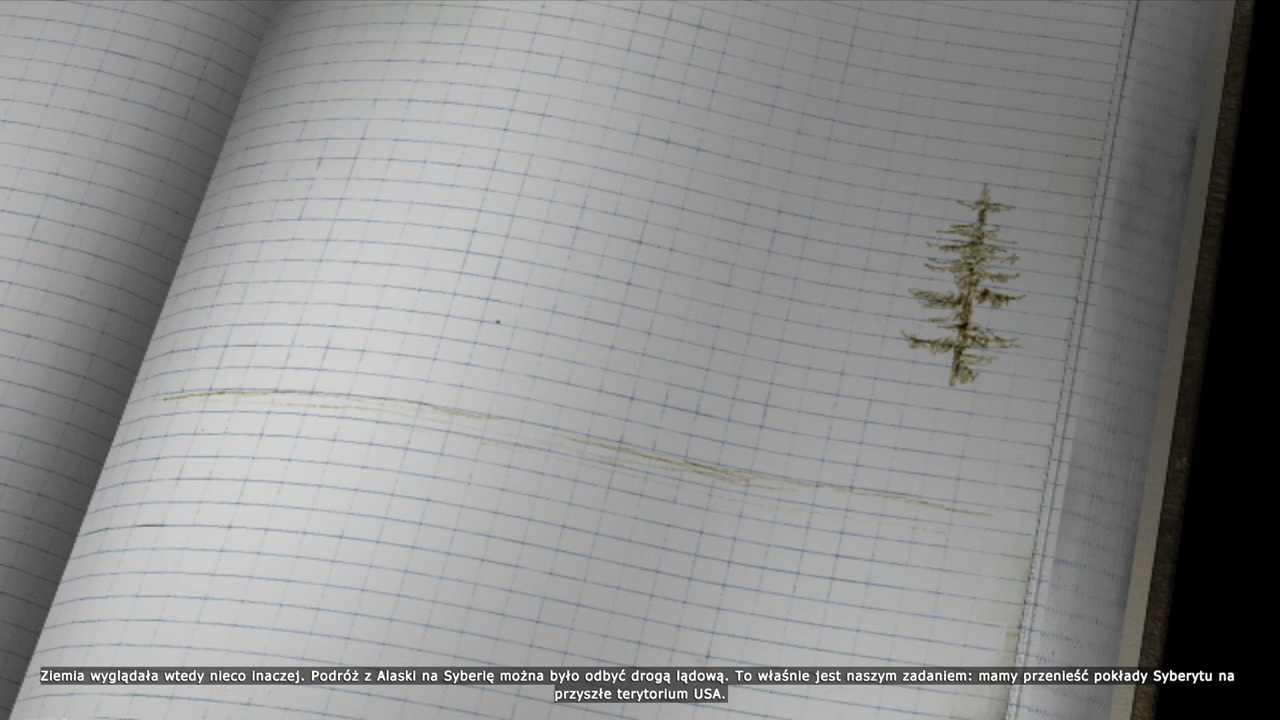 Ziemia wyglądała wtedy nieco inaczej. Podróż z Alaski na Syberię można było odbyć drogą lądową. To właśnie jest naszym zadaniem: mamy przenieść pokłady Syberytu na
przyszłe terytorium USA.